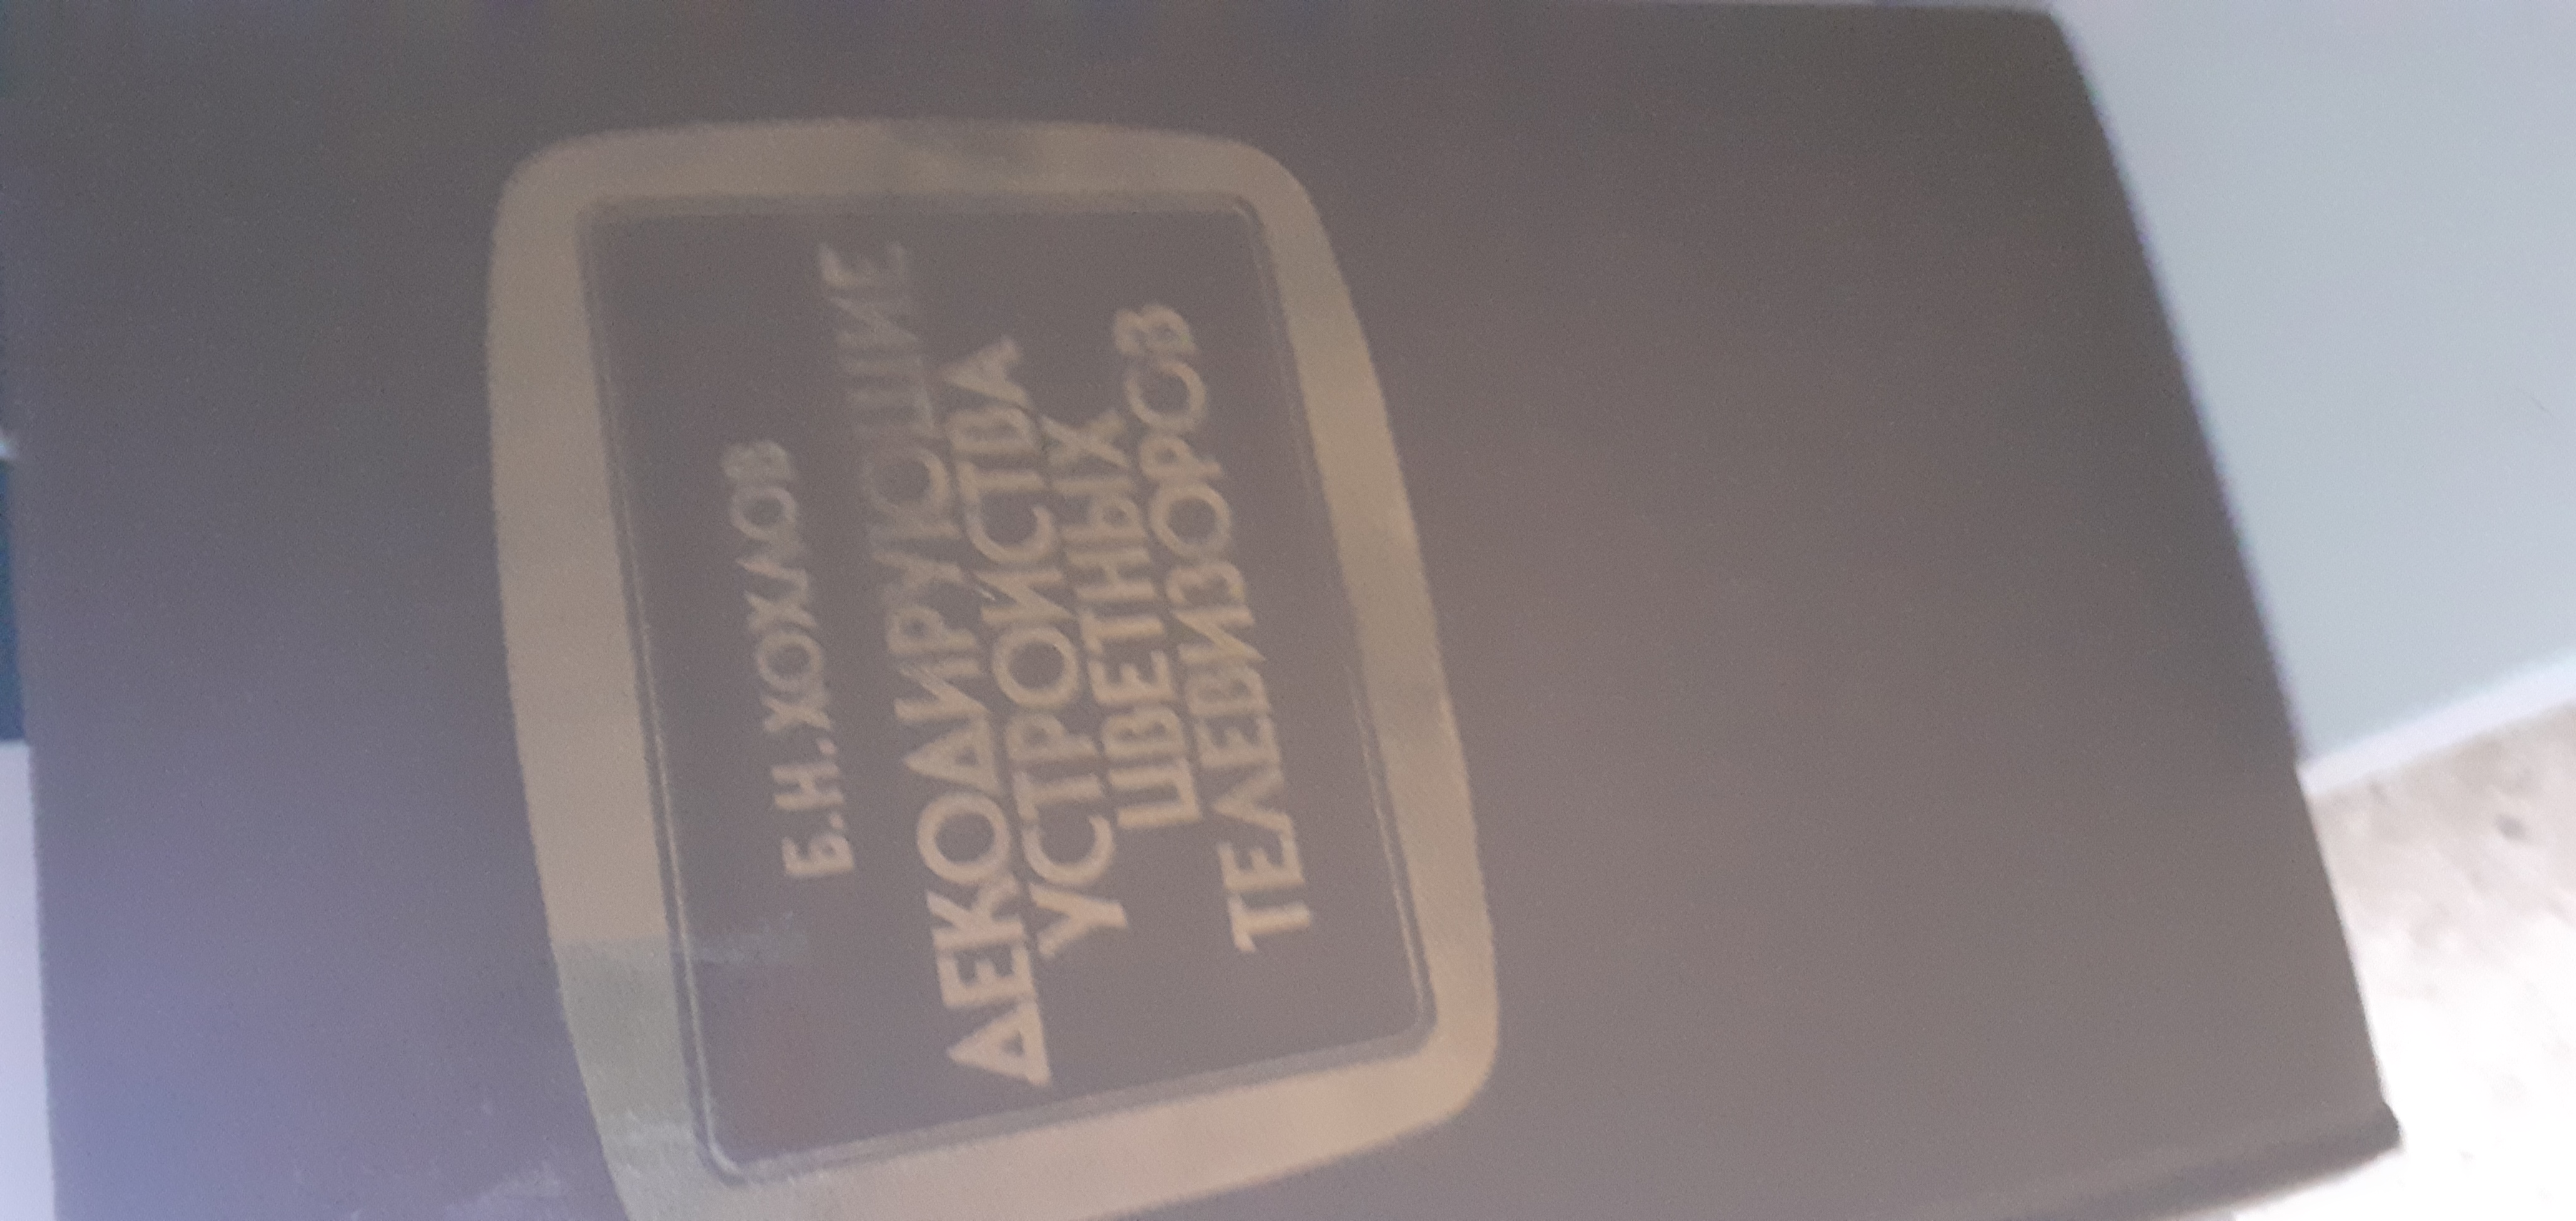 Б.Н.ХОХЛОВ
ДЕКОДИРУЮЩИЕ
УСТРОЙСТВА
ЦВЕТНЫХ
ТЕЛЕВИЗОРОВ